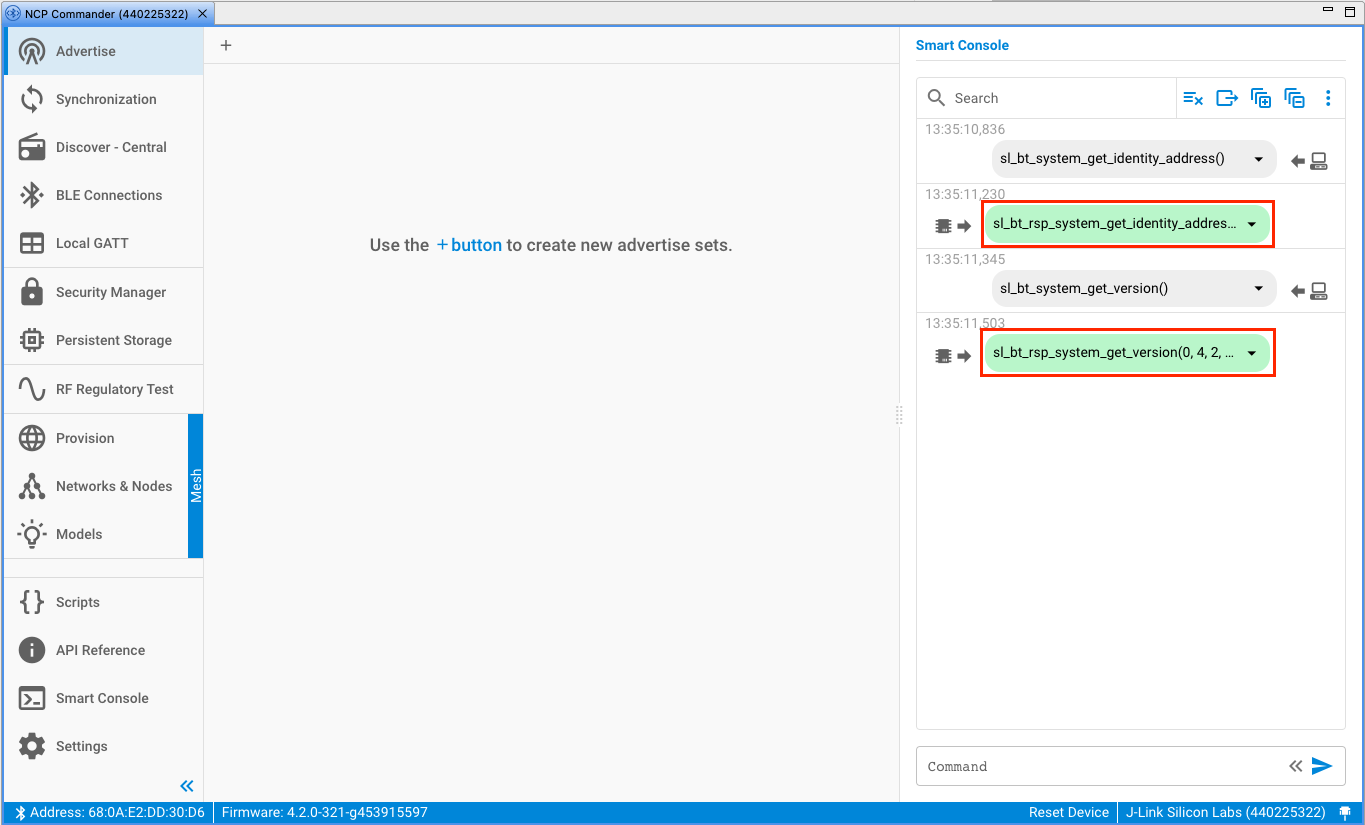 NCP Commander (440225322)
Advertise
Synchronization
Discover - Central
BLE Connections
Local GATT
Security Manager
Persistent Storage
RF Regulatory Test
Provision
Networks & Nodes
Models
Mesh
Scripts
API Reference
Smart Console
Settings
+
Use the + button to create new advertise sets.
Smart Console
Search
13:35:10,836
sl_bt_system_get_identity_address()
13:35:11,230
sl_bt_rsp_system_get_identity_addres...
13:35:11,345
sl_bt_system_get_version()
13:35:11,503
sl_bt_rsp_system_get_version(0, 4, 2, ...
Command
Address: 68:0A:E2:DD:30:D6
Firmware: 4.2.0-321-g453915597
Reset Device
J-Link Silicon Labs (440225322)